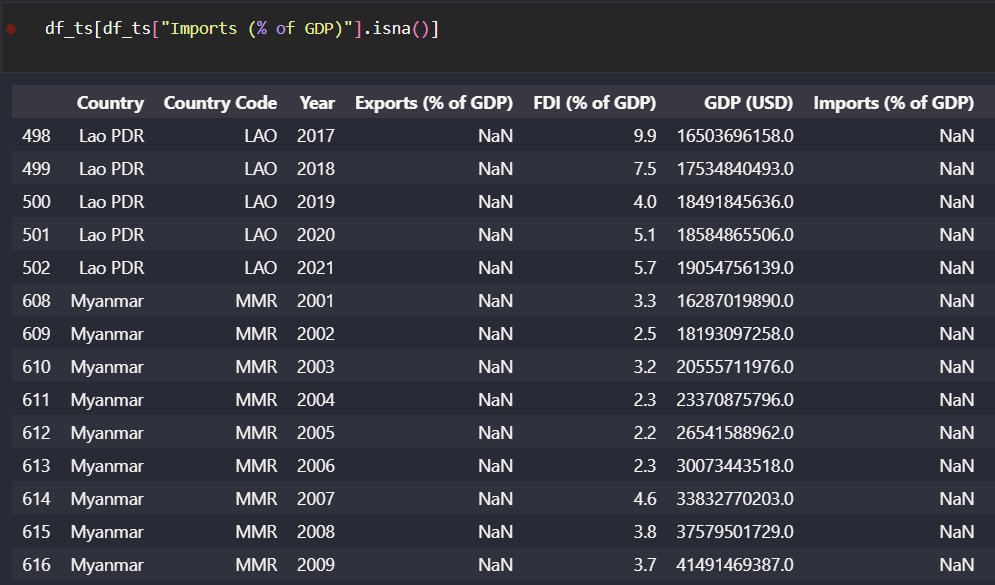 df_ts[df_ts["Imports (% of GDP)"].isna()]
Country Country Code Year Exports (% of GDP) FDI (% of GDP) GDP (USD) Imports (% of GDP)
498 Lao PDR LAO 2017 NaN 9.9 16503696158.0 NaN
499 Lao PDR LAO 2018 NaN 7.5 17534840493.0 NaN
500 Lao PDR LAO 2019 NaN 4.0 18491845636.0 NaN
501 Lao PDR LAO 2020 NaN 5.1 18584865506.0 NaN
502 Lao PDR LAO 2021 NaN 5.7 19054756139.0 NaN
608 Myanmar MMR 2001 NaN 3.3 16287019890.0 NaN
609 Myanmar MMR 2002 NaN 2.5 18193097258.0 NaN
610 Myanmar MMR 2003 NaN 3.2 20555711976.0 NaN
611 Myanmar MMR 2004 NaN 2.3 23370875796.0 NaN
612 Myanmar MMR 2005 NaN 2.2 26541588962.0 NaN
613 Myanmar MMR 2006 NaN 2.3 30073443518.0 NaN
614 Myanmar MMR 2007 NaN 4.6 33832770203.0 NaN
615 Myanmar MMR 2008 NaN 3.8 37579501729.0 NaN
616 Myanmar MMR 2009 NaN 3.7 41491469387.0 NaN